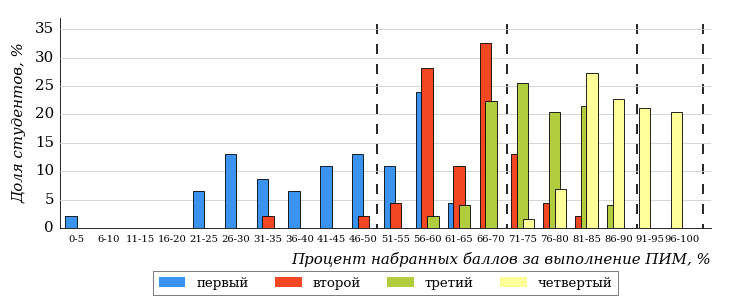 Доля студентов, %
35
30
25
20
15
10
5
0
0-5 6-10 11-15 16-20 21-25 26-30 31-35 36-40 41-45 46-50 51-55 56-60 61-65 66-70 71-75 76-80 81-85 86-90 91-95 96-100
Процент набранных баллов за выполнение ПИМ, %
первый второй третий четвертый